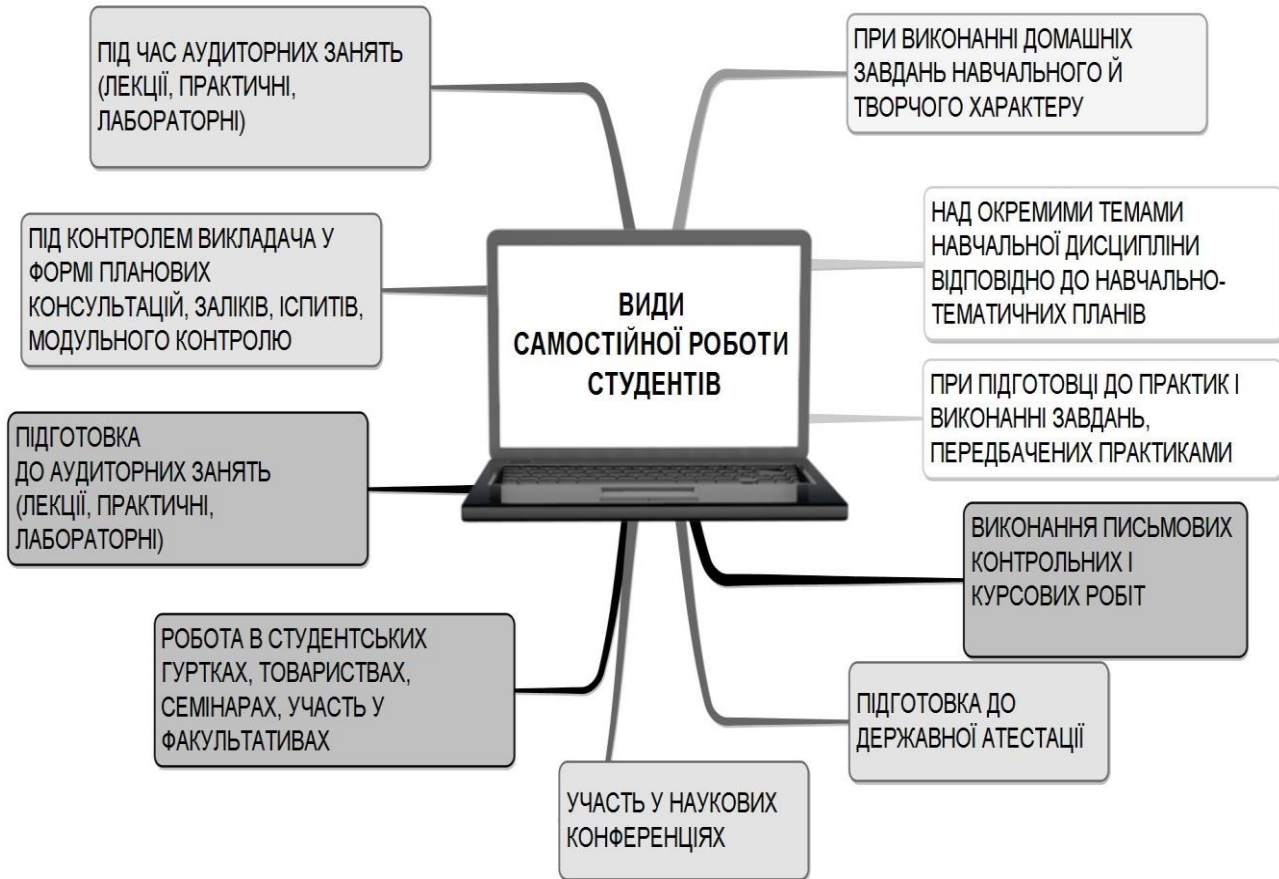 ПІД ЧАС АУДИТОРНИХ ЗАНЯТЬ
(ЛЕКЦІЇ, ПРАКТИЧНІ,
ЛАБОРАТОРНІ)
ПРИ ВИКОНАННІ ДОМАШНІХ
ЗАВДАНЬ НАВЧАЛЬНОГО Й
ТВОРЧОГО ХАРАКТЕРУ
ПІД КОНТРОЛЕМ ВИКЛАДАЧА У
ФОРМІ ПЛАНОВИХ
КОНСУЛЬТАЦІЙ, ЗАЛІКІВ, ІСПИТІВ,
МОДУЛЬНОГО КОНТРОЛЮ
ВИДИ
САМОСТІЙНОЇ РОБОТИ
СТУДЕНТІВ
НАД ОКРЕМИМИ ТЕМАМИ
НАВЧАЛЬНОЇ ДИСЦИПЛІНИ
ВІДПОВІДНО ДО НАВЧАЛЬНО-
ТЕМАТИЧНИХ ПЛАНІВ
ПРИ ПІДГОТОВЦІ ДО ПРАКТИК І
ВИКОНАННІ ЗАВДАНЬ,
ПЕРЕДБАЧЕНИХ ПРАКТИКАМИ
ПІДГОТОВКА
ДО АУДИТОРНИХ ЗАНЯТЬ
(ЛЕКЦІЇ, ПРАКТИЧНІ,
ЛАБОРАТОРНІ)
ВИКОНАННЯ ПИСЬМОВИХ
КОНТРОЛЬНИХ І
КУРСОВИХ РОБІТ
РОБОТА В СТУДЕНТСЬКИХ
ГУРТКАХ, ТОВАРИСТВАХ,
СЕМІНАРАХ, УЧАСТЬ У
ФАКУЛЬТАТИВАХ
ПІДГОТОВКА ДО
ДЕРЖАВНОЇ АТЕСТАЦІЇ
УЧАСТЬ У НАУКОВИХ
КОНФЕРЕНЦІЯХ